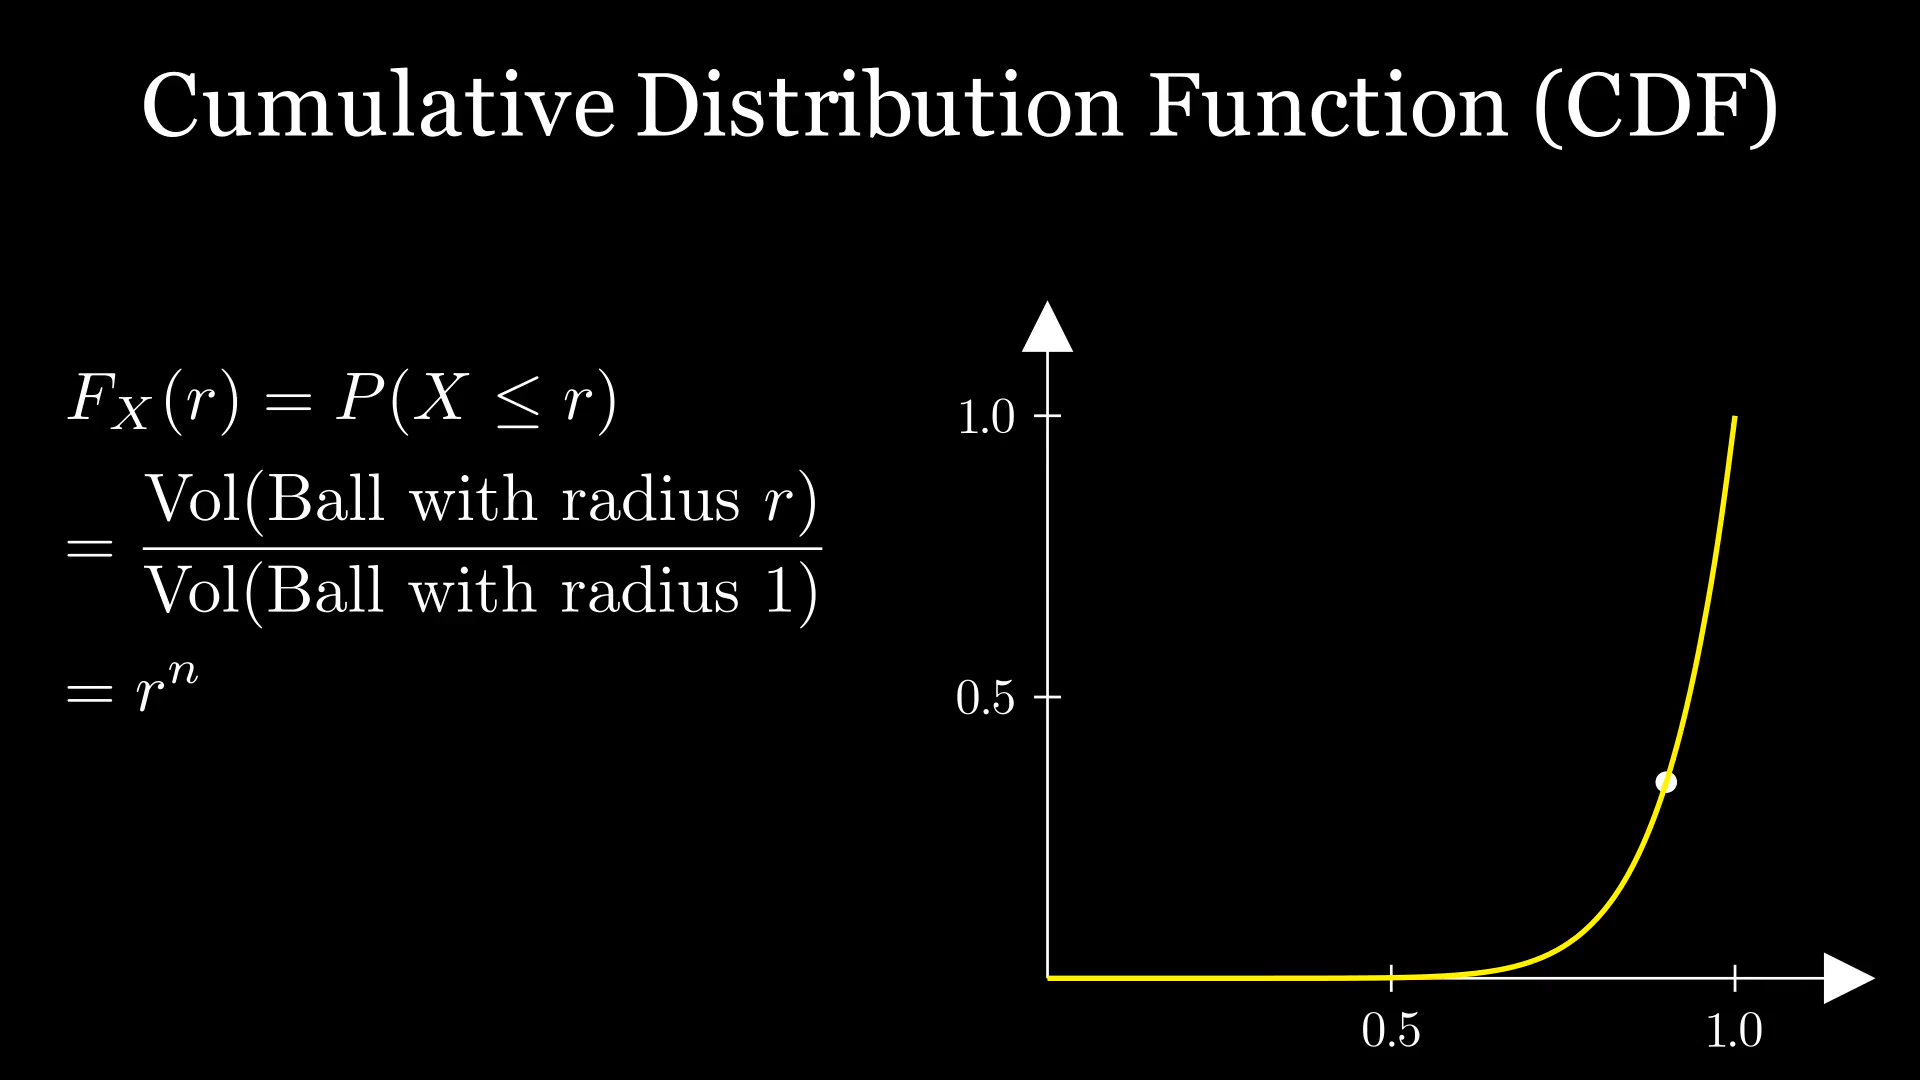 Cumulative Distribution Function (CDF)
F_X(r) = P(X ≤ r)
= Vol(Ball with radius r)
Vol(Ball with radius 1)
= r^n
1.0
0.5
0.5 1.0